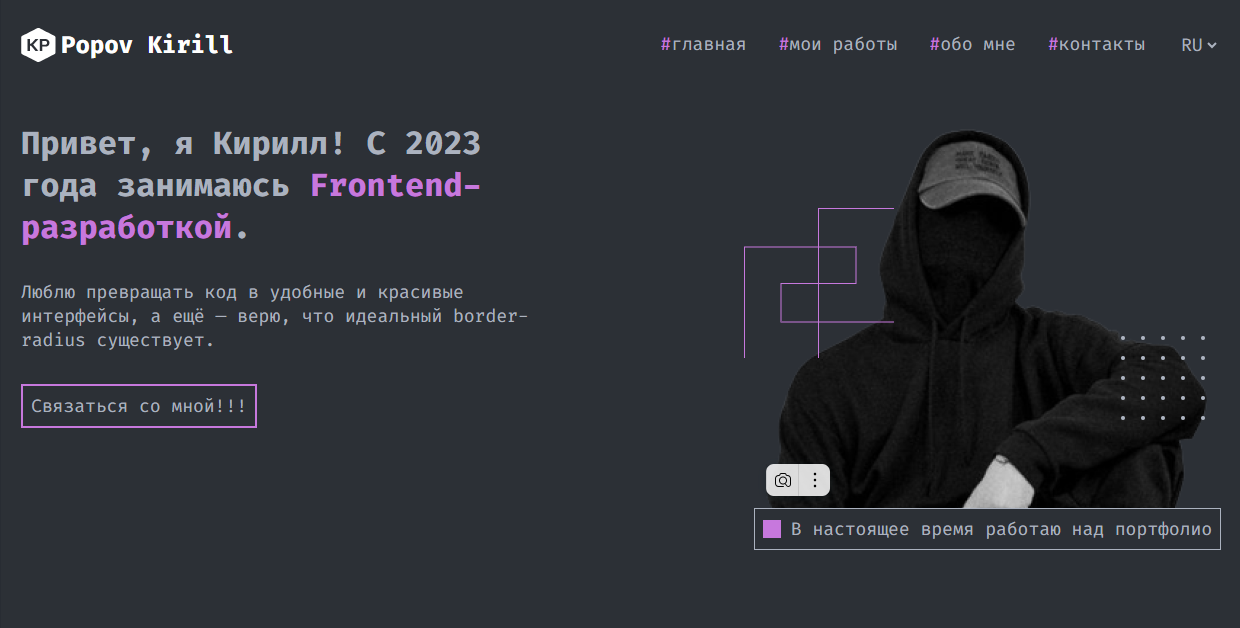 KP Popov Kirill
#главная #мои работы #обо мне #контакты RU
Привет, я Кирилл! С 2023
года занимаюсь Frontend-
разработкой.
Люблю превращать код в удобные и красивые
интерфейсы, а ещё — верю, что идеальный border-
radius существует.
Связаться со мной!!!
В настоящее время работаю над портфолио